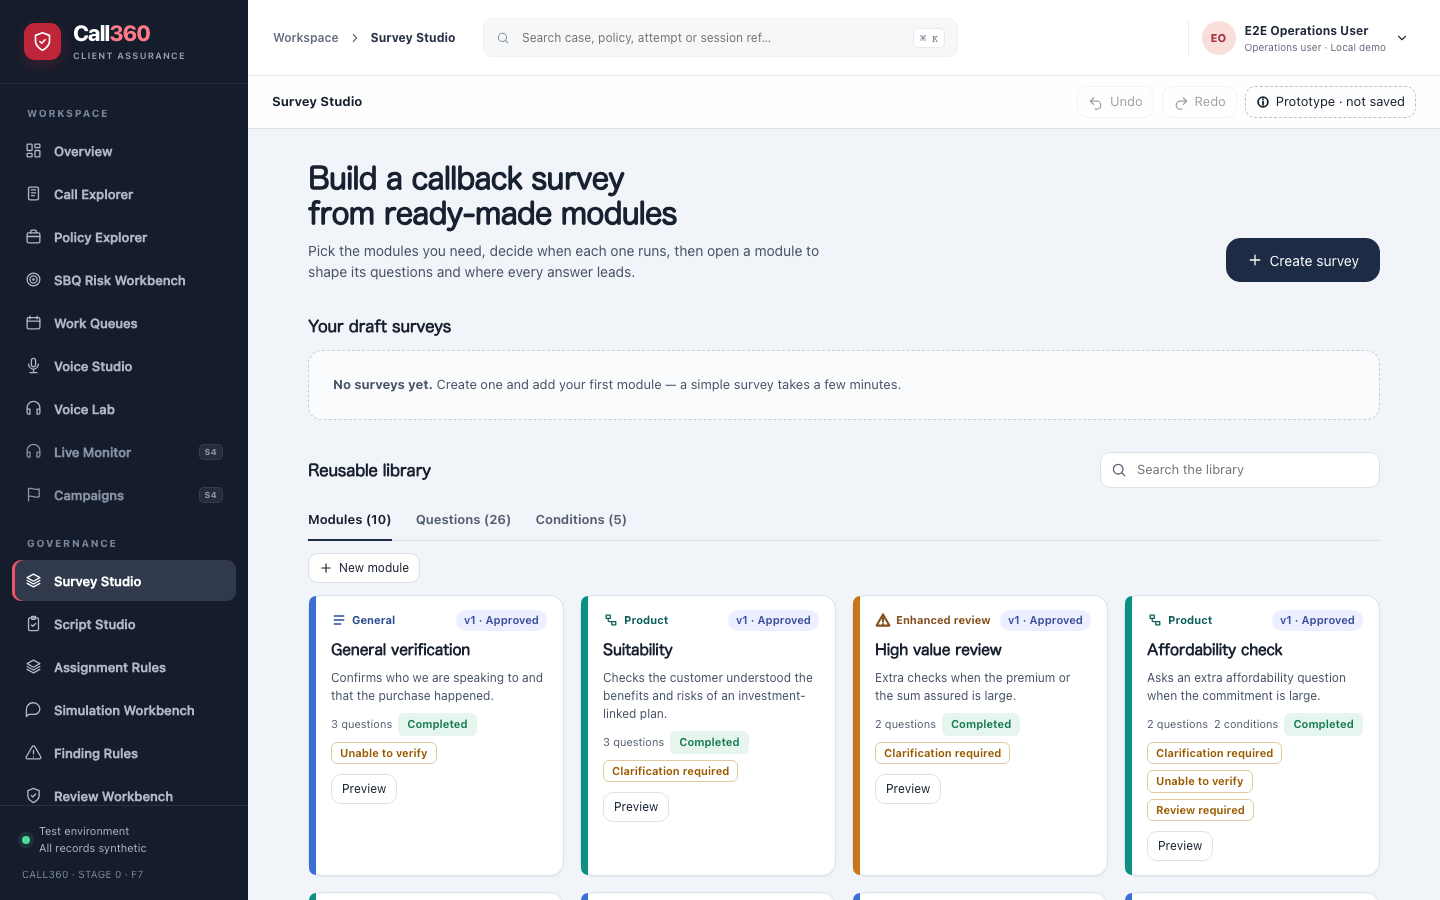 Call360
CLIENT ASSURANCE
WORKSPACE
Overview
Call Explorer
Policy Explorer
SBQ Risk Workbench
Work Queues
Voice Studio
Voice Lab
Live Monitor S4
Campaigns S4
GOVERNANCE
Survey Studio
Script Studio
Assignment Rules
Simulation Workbench
Finding Rules
Review Workbench
Test environment
All records synthetic
CALL360 · STAGE 0 · F7
Workspace > Survey Studio
Search case, policy, attempt or session ref...
⌘ K
EO
E2E Operations User
Operations user · Local demo
Survey Studio
Undo
Redo
Prototype · not saved
Build a callback survey
from ready-made modules
Pick the modules you need, decide when each one runs, then open a module to
shape its questions and where every answer leads.
+ Create survey
Your draft surveys
No surveys yet. Create one and add your first module — a simple survey takes a few minutes.
Reusable library
Search the library
Modules (10)
Questions (26)
Conditions (5)
+ New module
General
v1 · Approved
General verification
Confirms who we are speaking to and
that the purchase happened.
3 questions Completed
Unable to verify
Preview
Product
v1 · Approved
Suitability
Checks the customer understood the
benefits and risks of an investment-
linked plan.
3 questions Completed
Clarification required
Preview
Enhanced review
v1 · Approved
High value review
Extra checks when the premium or
the sum assured is large.
2 questions Completed
Clarification required
Preview
Product
v1 · Approved
Affordability check
Asks an extra affordability question
when the commitment is large.
2 questions 2 conditions Completed
Clarification required
Unable to verify
Review required
Preview